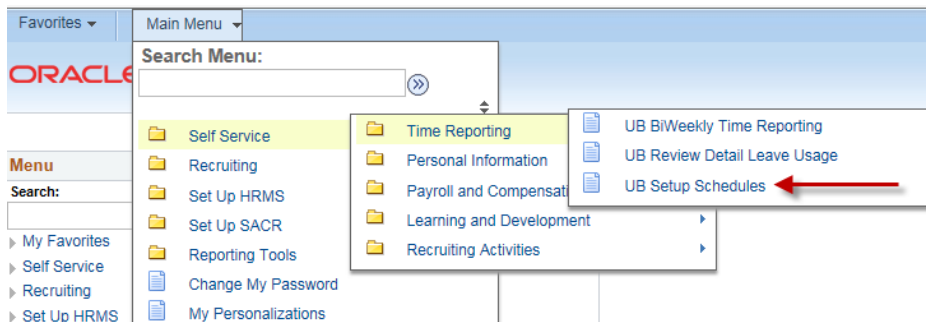 Favorites
Main Menu
Search Menu:
ORACLE
Self Service
Recruiting
Set Up HRMS
Set Up SACR
Reporting Tools
Change My Password
My Personalizations
Time Reporting
Personal Information
Payroll and
Learning and Development
Recruiting Activities
UB BiWeekly Time Reporting
UB Review Detail Leave Usage
UB Setup Schedules
Menu
Search:
My Favorites
Self Service
Recruiting
Set Up HRMS